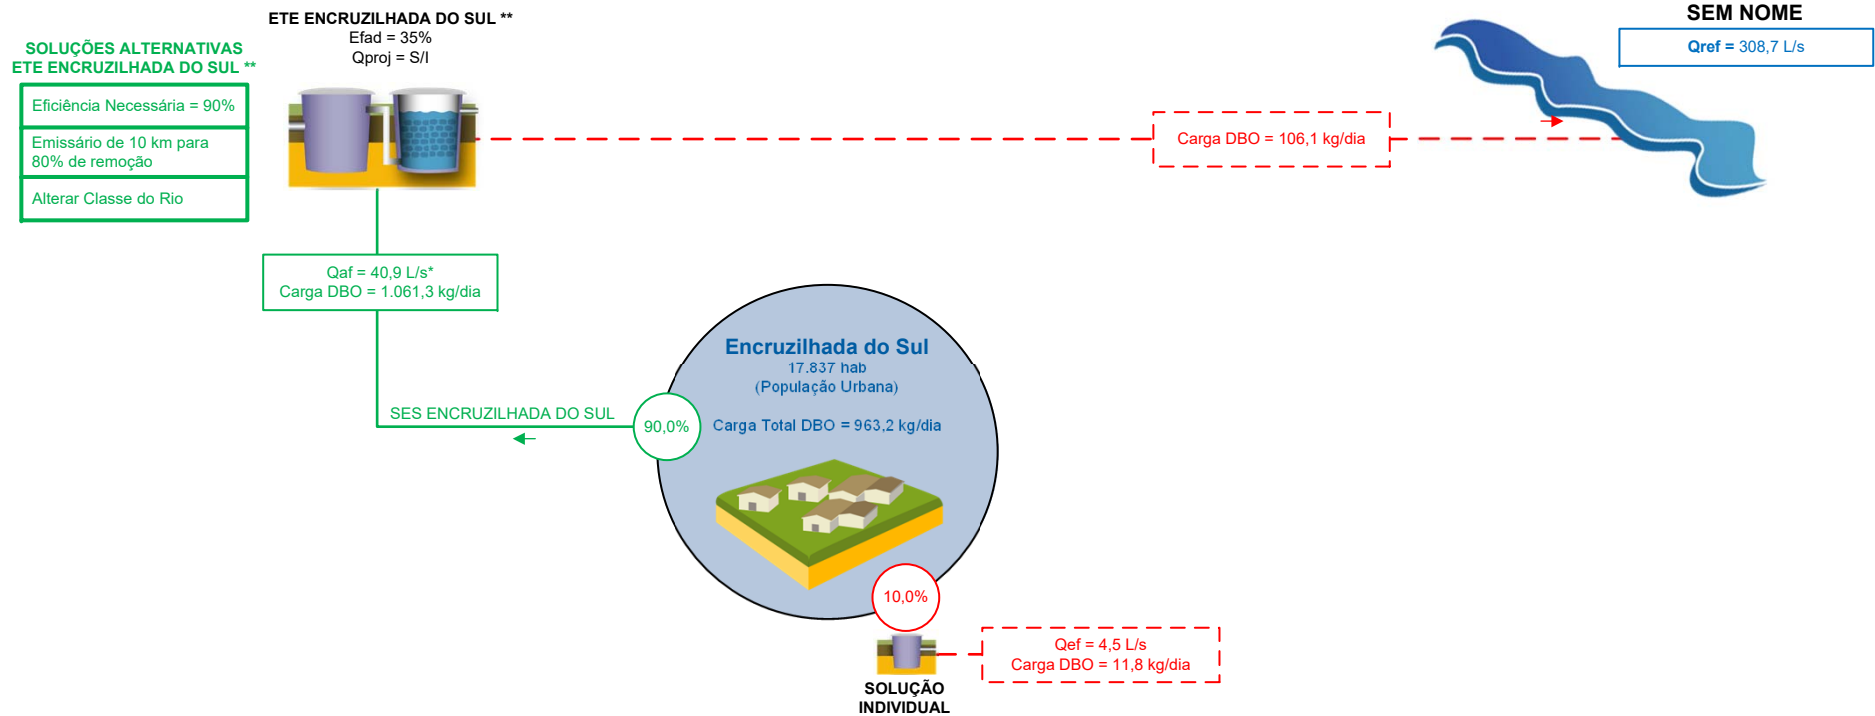 ETE ENCRUZILHADA DO SUL **
Efad = 35%
Qproj = S/I
SOLUÇÕES ALTERNATIVAS
ETE ENCRUZILHADA DO SUL **
Eficiência Necessária = 90%
Emissário de 10 km para
80% de remoção
Alterar Classe do Rio
SEM NOME
Qref = 308,7 L/s
Carga DBO = 106,1 kg/dia
Qaf = 40,9 L/s*
Carga DBO = 1.061,3 kg/dia
SES ENCRUZILHADA DO SUL
90,0%
Encruzilhada do Sul
17.837 hab
(População Urbana)
Carga Total DBO = 963,2 kg/dia
10,0%
Qef = 4,5 L/s
Carga DBO = 11,8 kg/dia
SOLUÇÃO
INDIVIDUAL